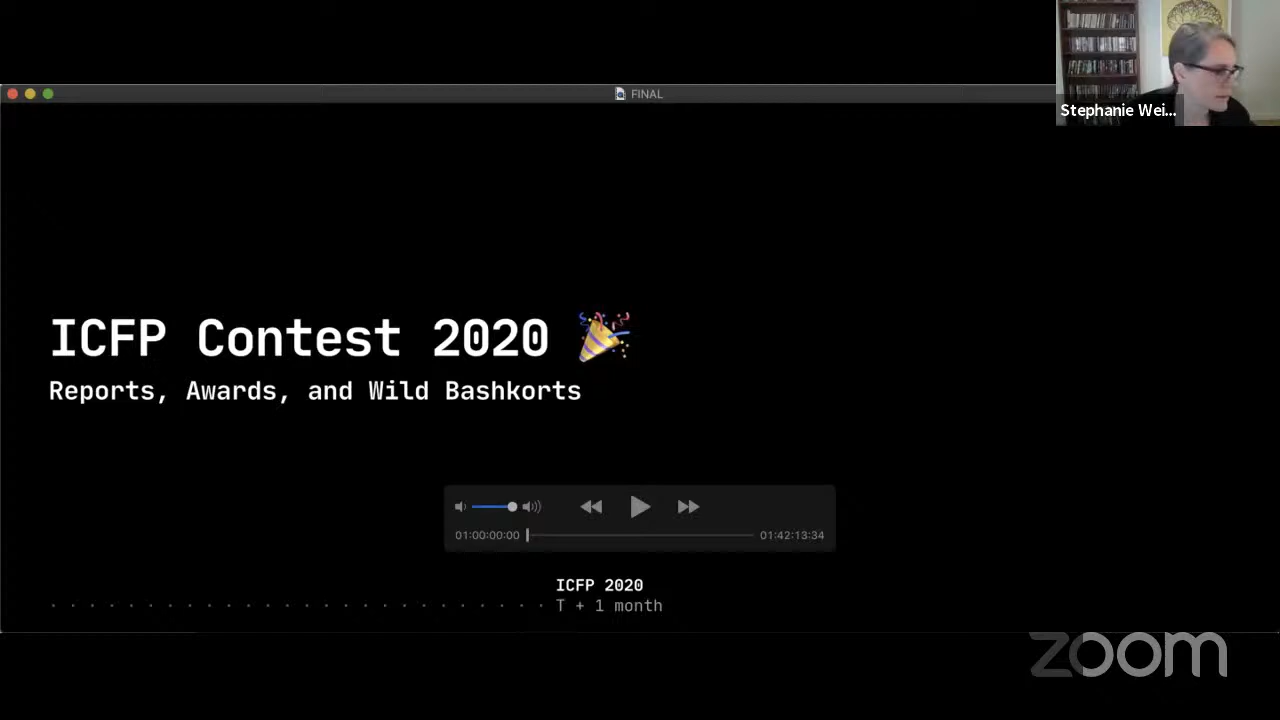 FINAL
Stephanie Wei...
ICFP Contest 2020
Reports, Awards, and Wild Bashkorts
01:00:00:00
01:42:13:34
ICFP 2020
T + 1 month
zoom